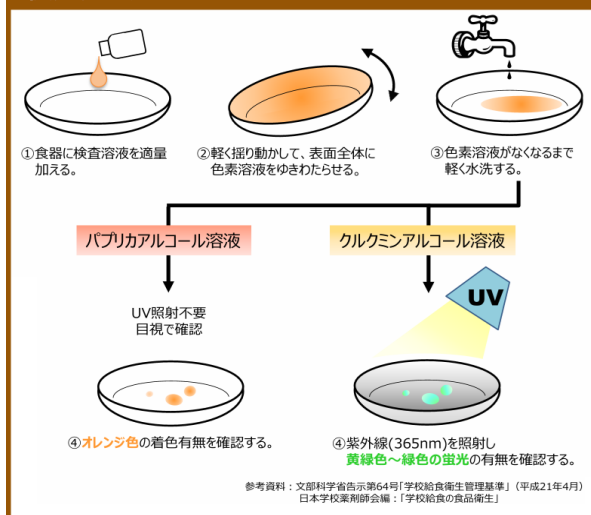 ①食器に検査溶液を適量
加える。
②軽く揺り動かして、表面全体に
色素溶液をゆきわたらせる。
③色素溶液がなくなるまで
軽く水洗する。
パプリカアルコール溶液
クルクミンアルコール溶液
UV照射不要
目視で確認
UV
④オレンジ色の着色有無を確認する。
④紫外線(365nm)を照射し
黄緑色～緑色の蛍光の有無を確認する。
参考資料：文部科学省告示第64号「学校給食衛生管理基準」（平成21年4月）
日本学校薬剤師会編：「学校給食の食品衛生」